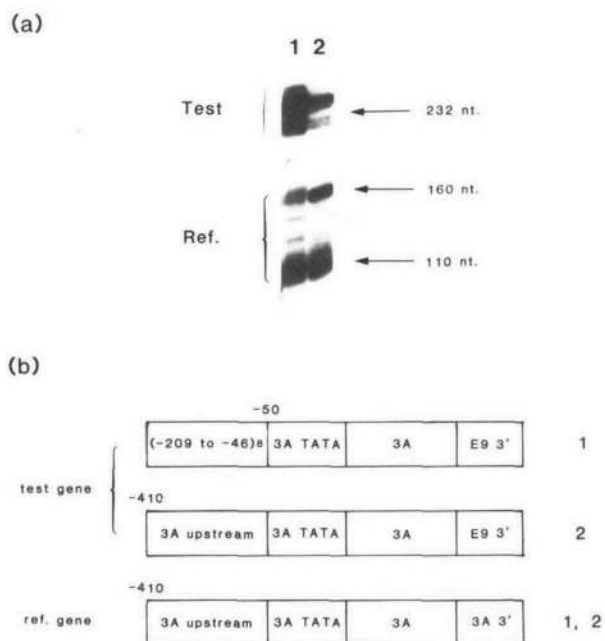 (a)
1 2
Test
232 nt.
160 nt.
Ref.
110 nt.
(b)
-50
(-209 to -46)8 3A TATA 3A E9 3' 1
test gene
-410
3A upstream 3A TATA 3A E9 3' 2
-410
ref. gene 3A upstream 3A TATA 3A 3A 3' 1, 2